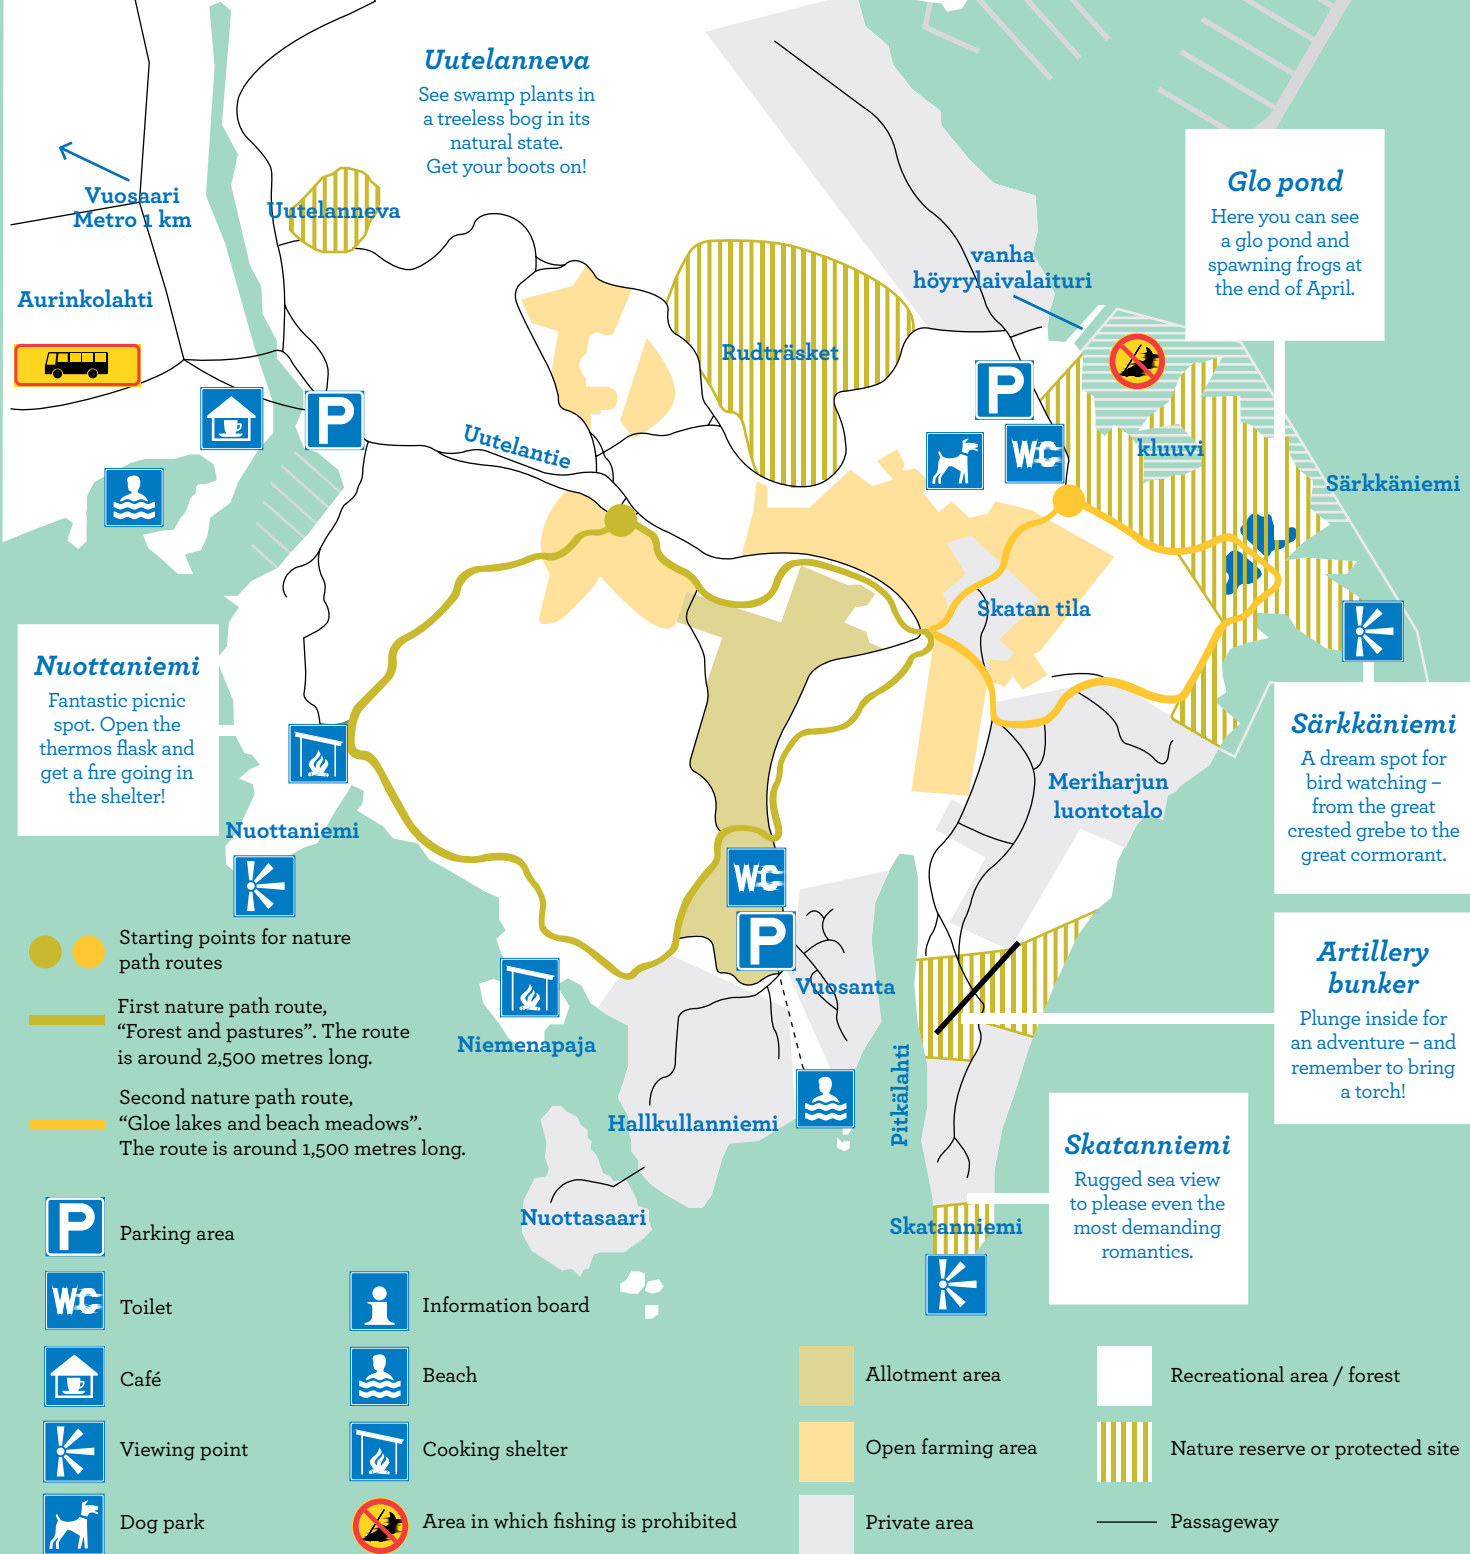 Uutelanneva
See swamp plants in
a treeless bog in its
natural state.
Get your boots on!
Vuosaari
Metro 1 km
Uutelanneva
Aurinkolahti
Glo pond
Here you can see
a glo pond and
spawning frogs at
the end of April.
vanha
höyrylaivalaituri
Rudträsket
P
P
WC
Uutelantie
kluuvi
Särkkäniemi
Skatan tila
Nuottaniemi
Fantastic picnic
spot. Open the
thermos flask and
get a fire going in
the shelter!
Nuottaniemi
Särkkäniemi
A dream spot for
bird watching –
from the great
crested grebe to the
great cormorant.
Meriharjun
luontotalo
WC
P
Vuosanta
Niemenapaja
Hallkullanniemi
Nuottasaari
Pitkälahti
Artillery
bunker
Plunge inside for
an adventure – and
remember to bring
a torch!
Skatanniemi
Rugged sea view
to please even the
most demanding
romantics.
Skatanniemi
Starting points for nature
path routes
First nature path route,
“Forest and pastures”. The route
is around 2,500 metres long.
Second nature path route,
“Gloe lakes and beach meadows”.
The route is around 1,500 metres long.
P
Parking area
WC
Toilet
Café
Viewing point
Dog park
i
Information board
Beach
Cooking shelter
Area in which fishing is prohibited
Allotment area
Open farming area
Private area
Recreational area / forest
Nature reserve or protected site
Passageway